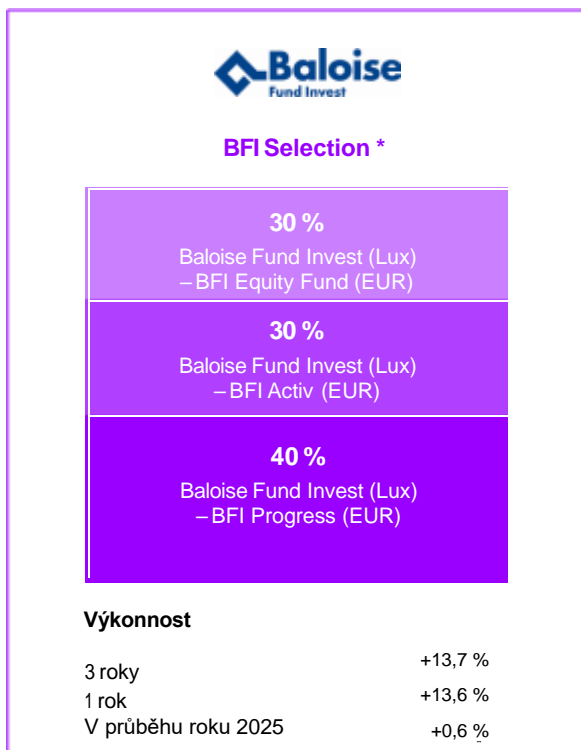 Baloise
Fund Invest
BFI Selection *
30 %
Baloise Fund Invest (Lux)
– BFI Equity Fund (EUR)
30 %
Baloise Fund Invest (Lux)
– BFI Activ (EUR)
40 %
Baloise Fund Invest (Lux)
– BFI Progress (EUR)
Výkonnost
3 roky +13,7 %
1 rok +13,6 %
V průběhu roku 2025 +0,6 %